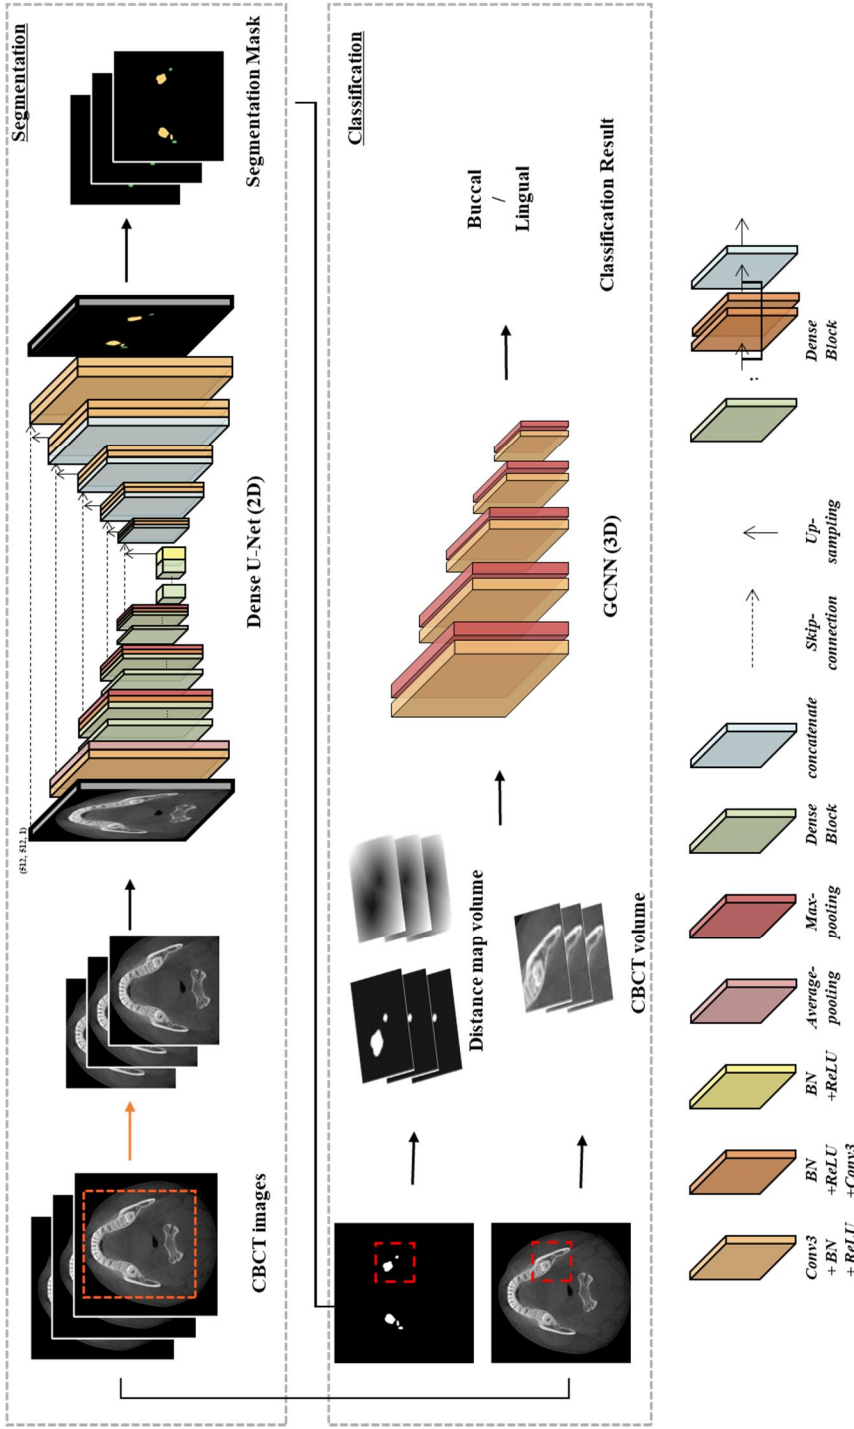 Segmentation
(512, 512, 1)
CBCT images
Dense U-Net (2D)
Segmentation Mask
Classification
Distance map volume
CBCT volume
GCNN (3D)
Buccal
/
Lingual
Classification Result
Conv3
+ BN
+ ReLU
BN
+ReLU
+Conv3
BN
+ReLU
Average-
pooling
Max-
pooling
Dense
Block
concatenate
Skip-
connection
Up-
sampling
:
Dense
Block